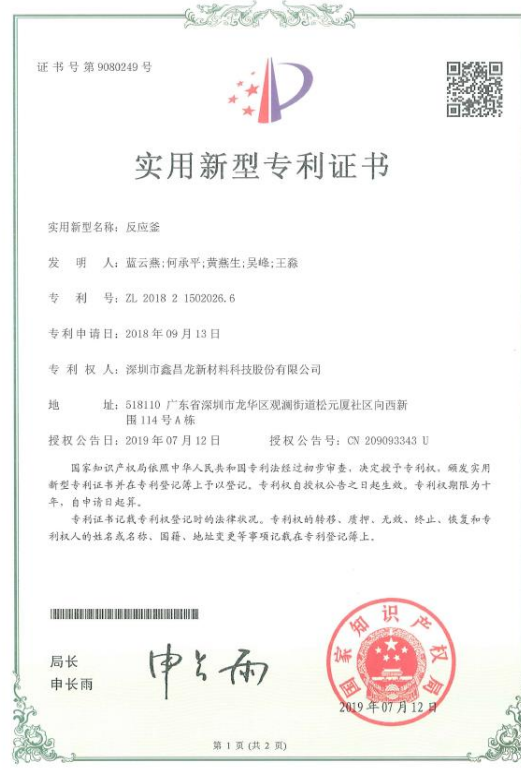 证书号第9080249号
实用新型专利证书
实用新型名称：反应釜
发 明 人：蓝云燕;何承平;黄燕生;吴峰;王淼
专 利 号：ZL 2018 2 1502026.6
专利申请日：2018年09月13日
专 利 权 人：深圳市鑫昌龙新材料科技股份有限公司
地 址：518110 广东省深圳市龙华区观澜街道松元厦社区向西新
围114号A栋
授权公告日：2019年07月12日 授权公告号：CN 209093343 U
国家知识产权局依照中华人民共和国专利法经过初步审查，决定授予专利权，颁发实用
新型专利证书并在专利登记簿上予以登记。专利权自授权公告之日起生效。专利权期限为十
年，自申请日起算。
专利证书记载专利权登记时的法律状况。专利权的转移、质押、无效、终止、恢复和专
利权人的姓名或名称、国籍、地址变更等事项记载在专利登记簿上。
局长
申长雨
申长雨
国家知识产权局
2019年07月12日
第 1 页 (共 2 页)